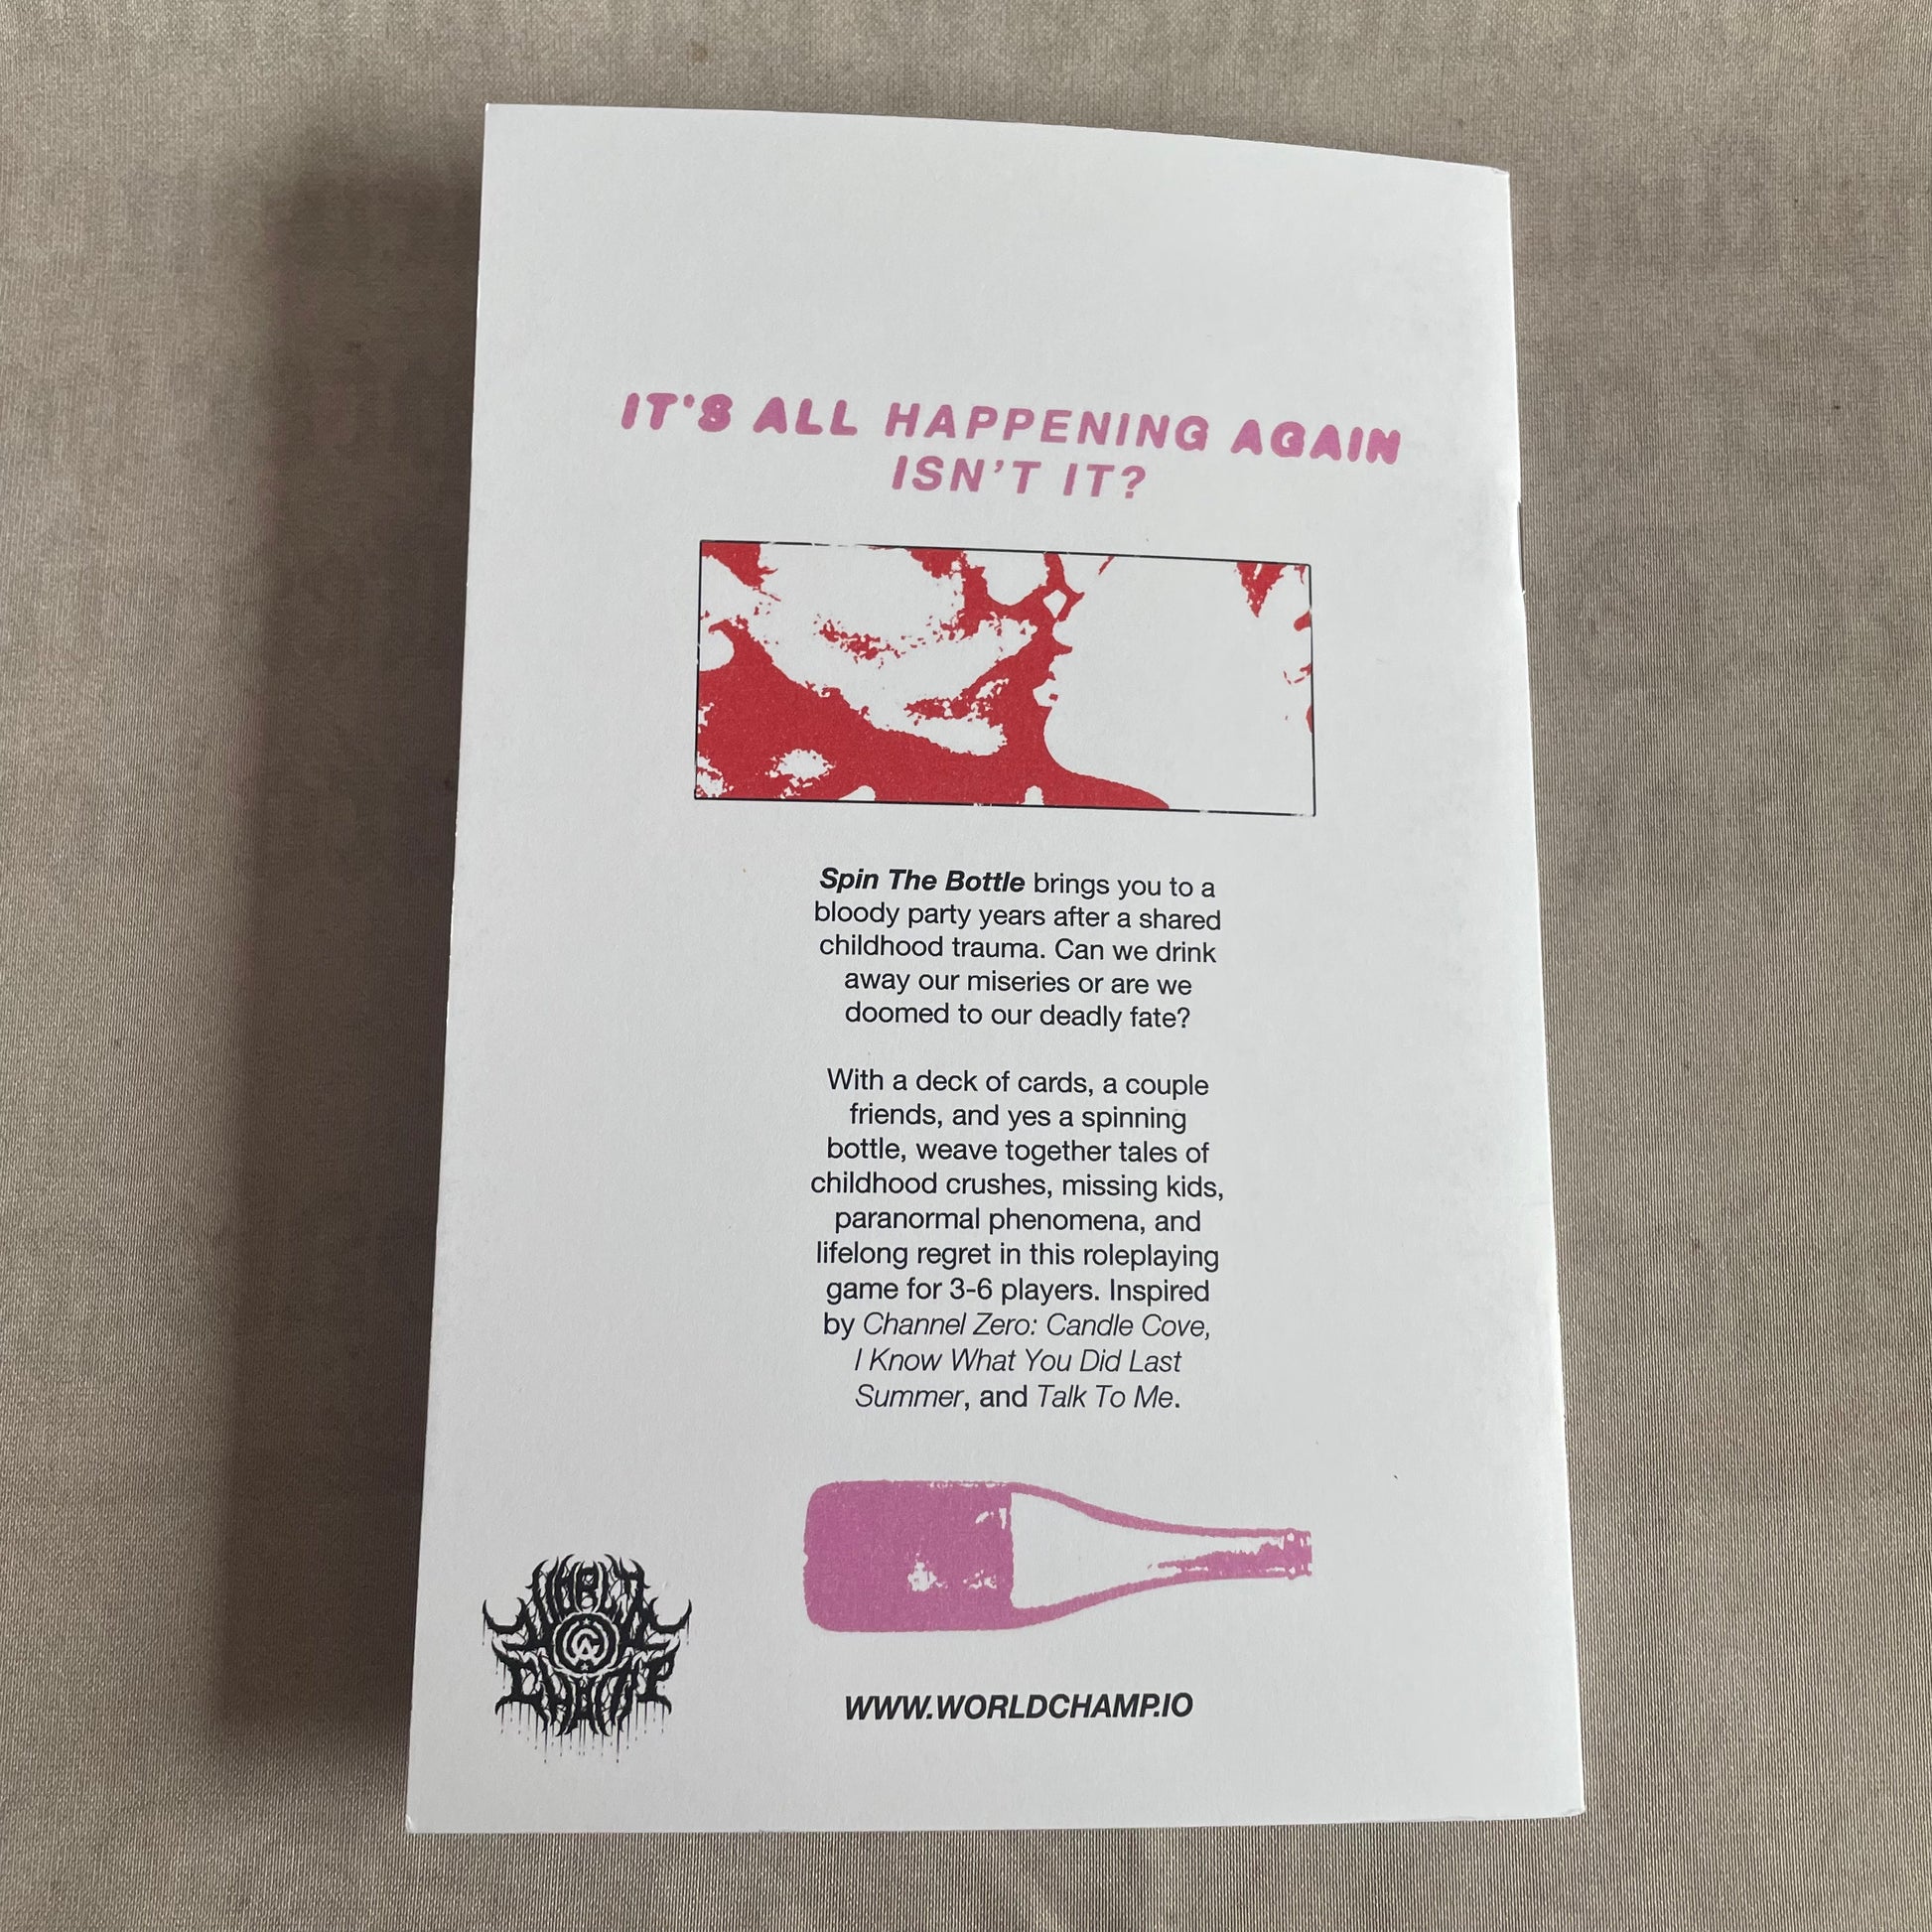 IT'S ALL HAPPENING AGAIN
ISN'T IT?
Spin The Bottle brings you to a
bloody party years after a shared
childhood trauma. Can we drink
away our miseries or are we
doomed to our deadly fate?
With a deck of cards, a couple
friends, and yes a spinning
bottle, weave together tales of
childhood crushes, missing kids,
paranormal phenomena, and
lifelong regret in this roleplaying
game for 3-6 players. Inspired
by Channel Zero: Candle Cove,
I Know What You Did Last
Summer, and Talk To Me.
WORLD
CHAMP
WWW.WORLDCHAMP.IO